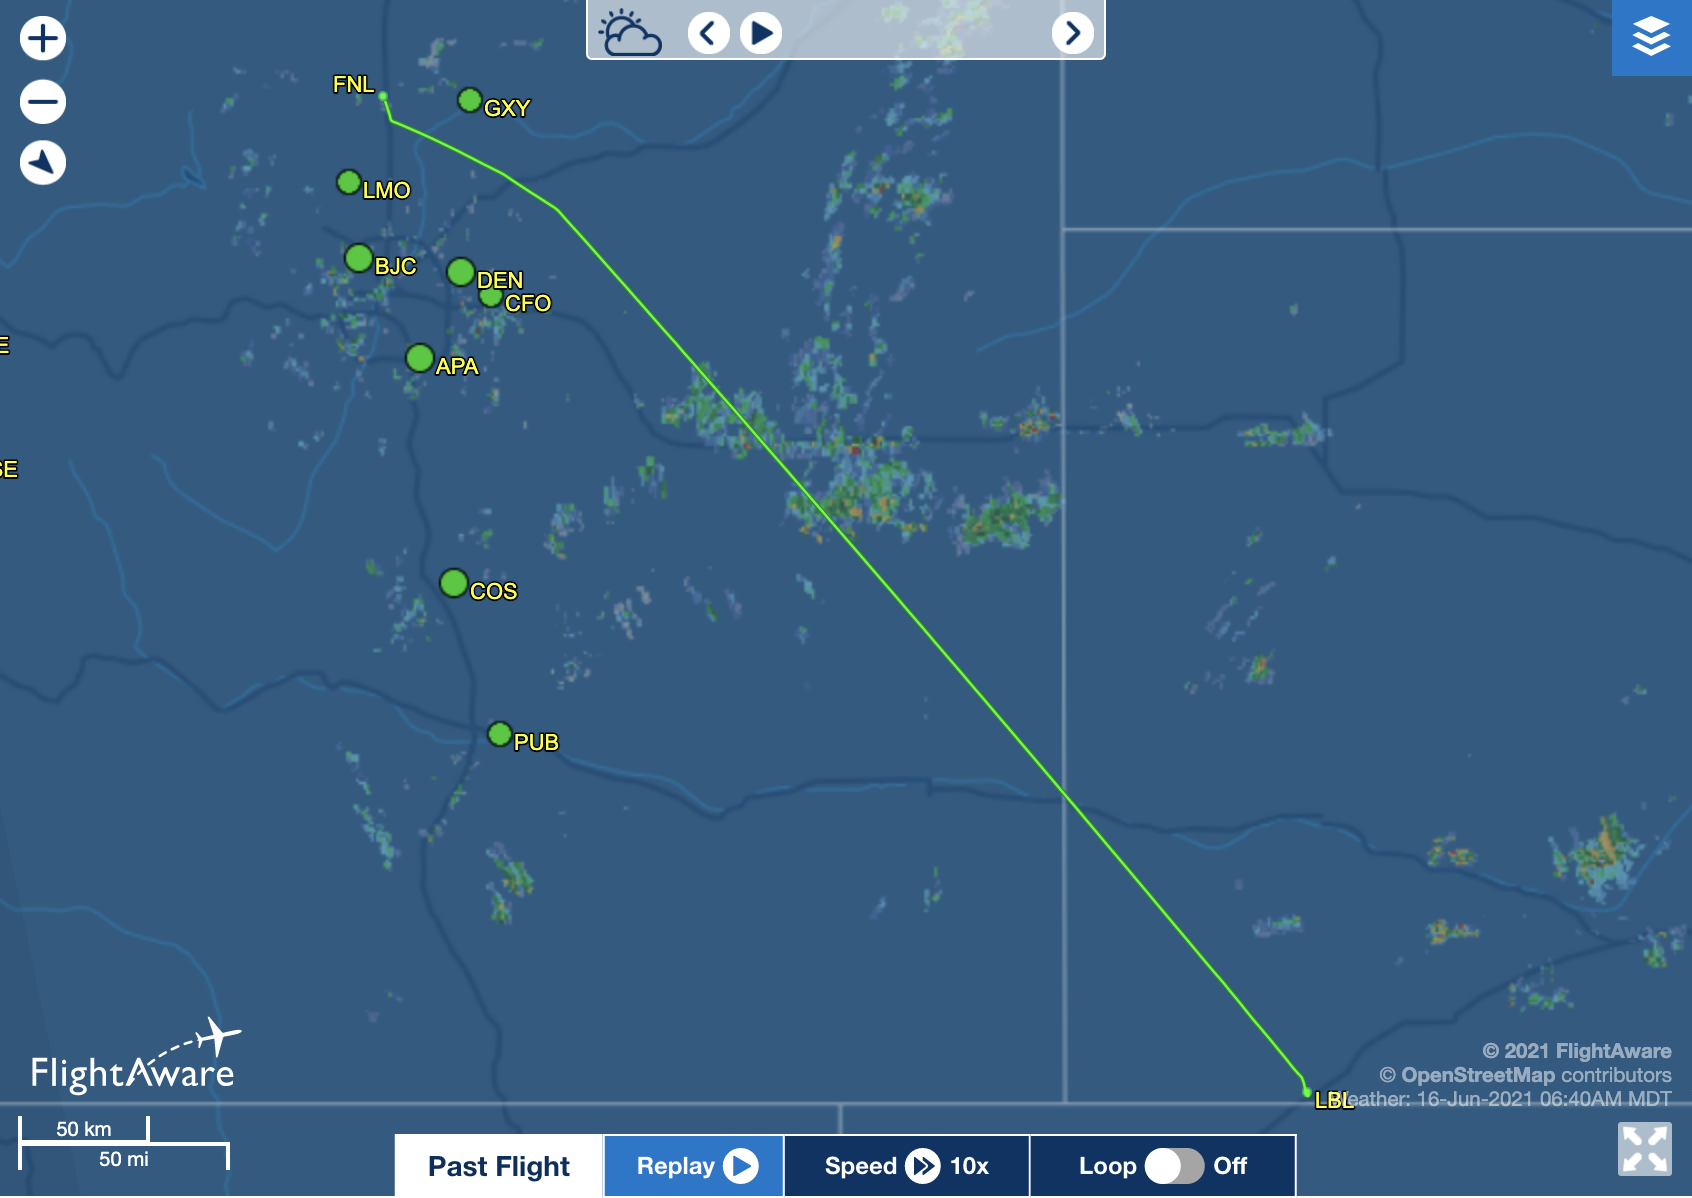 FNL
GXY
LMO
BJC
DEN
CFO
E
APA
SE
COS
PUB
LBL
FlightAware
50 km
50 mi
© 2021 FlightAware
© OpenStreetMap contributors
Weather: 16-Jun-2021 06:40AM MDT
Past Flight
Replay
Speed 10x
Loop Off